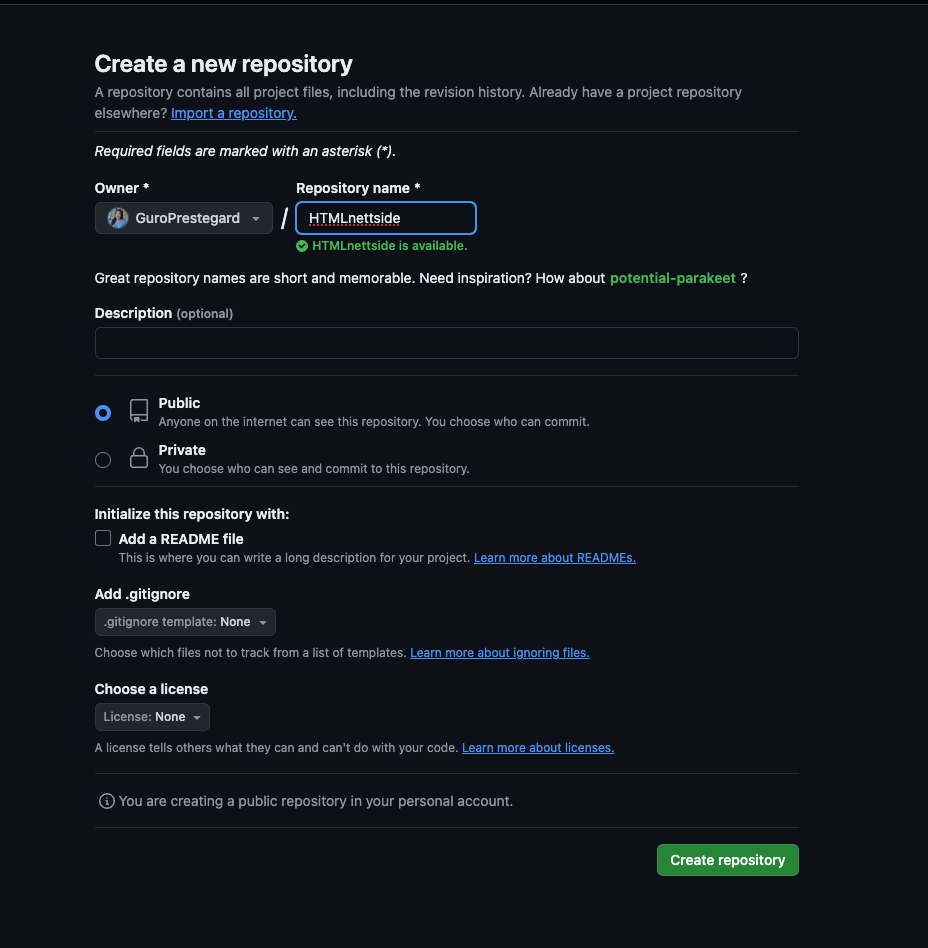 Create a new repository
A repository contains all project files, including the revision history. Already have a project repository
elsewhere? Import a repository.
Required fields are marked with an asterisk (*).
Owner * Repository name *
GuroPrestegard / HTMLnettside
HTMLnettside is available.
Great repository names are short and memorable. Need inspiration? How about potential-parakeet ?
Description (optional)
Public
Anyone on the internet can see this repository. You choose who can commit.
Private
You choose who can see and commit to this repository.
Initialize this repository with:
Add a README file
This is where you can write a long description for your project. Learn more about READMEs.
Add .gitignore
.gitignore template: None
Choose which files not to track from a list of templates. Learn more about ignoring files.
Choose a license
License: None
A license tells others what they can and can't do with your code. Learn more about licenses.
You are creating a public repository in your personal account.
Create repository